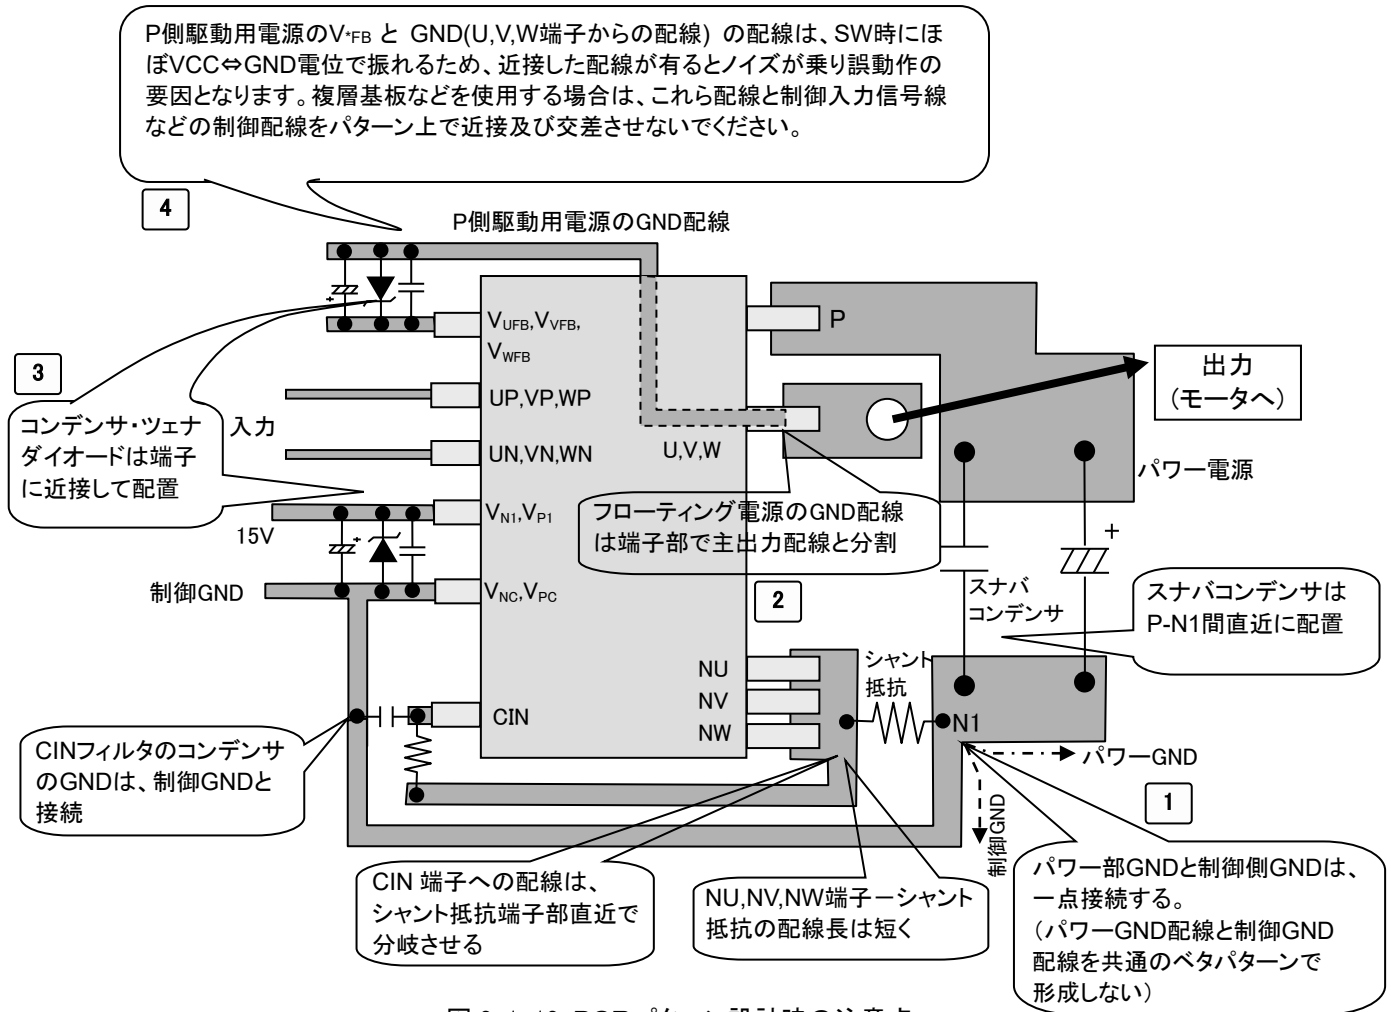 P側駆動用電源のV*FB と GND(U,V,W端子からの配線) の配線は、SW時にほ
ぼVCC⇔GND電位で振れるため、近接した配線が有るとノイズが乗り誤動作の
要因となります。複層基板などを使用する場合は、これら配線と制御入力信号線
などの制御配線をパターン上で近接及び交差させないでください。
4
P側駆動用電源のGND配線
+
VUFB,VVFB,
VWFB
P
3
出力
(モータへ)
UP,VP,WP
コンデンサ・ツェナ
ダイオードは端子
に近接して配置
入力
UN,VN,WN
U,V,W
パワー電源
VN1,VP1
15V
フローティング電源のGND配線
は端子部で主出力配線と分割
+
+
制御GND
VNC,VPC
2
スナバ
コンデンサ
スナバコンデンサは
P-N1間直近に配置
NU
NV
NW
シャント
抵抗
CIN
N1
CINフィルタのコンデンサ
のGNDは、制御GNDと
接続
パワーGND
制御GND
1
CIN 端子への配線は、
シャント抵抗端子部直近で
分岐させる
NU,NV,NW端子－シャント
抵抗の配線長は短く
パワー部GNDと制御側GNDは、
一点接続する。
(パワーGND配線と制御GND
配線を共通のベタパターンで
形成しない)